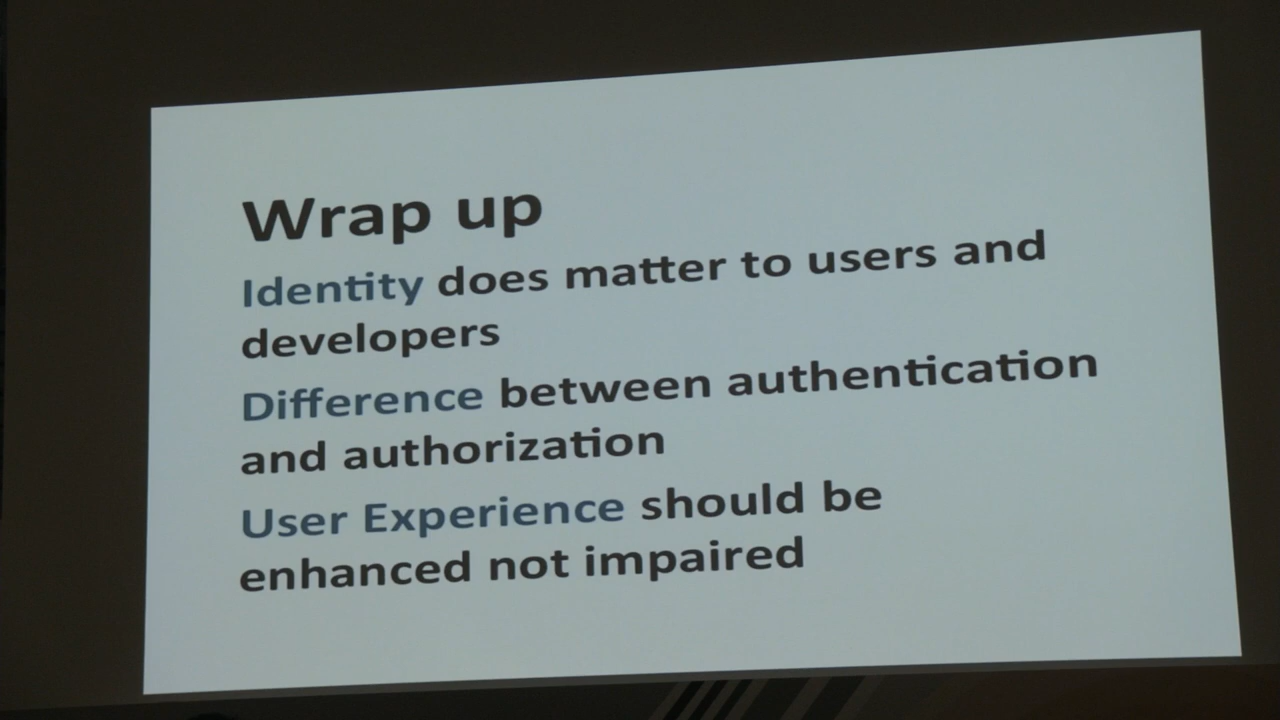 Wrap up
Identity does matter to users and
developers
Difference between authentication
and authorization
User Experience should be
enhanced not impaired